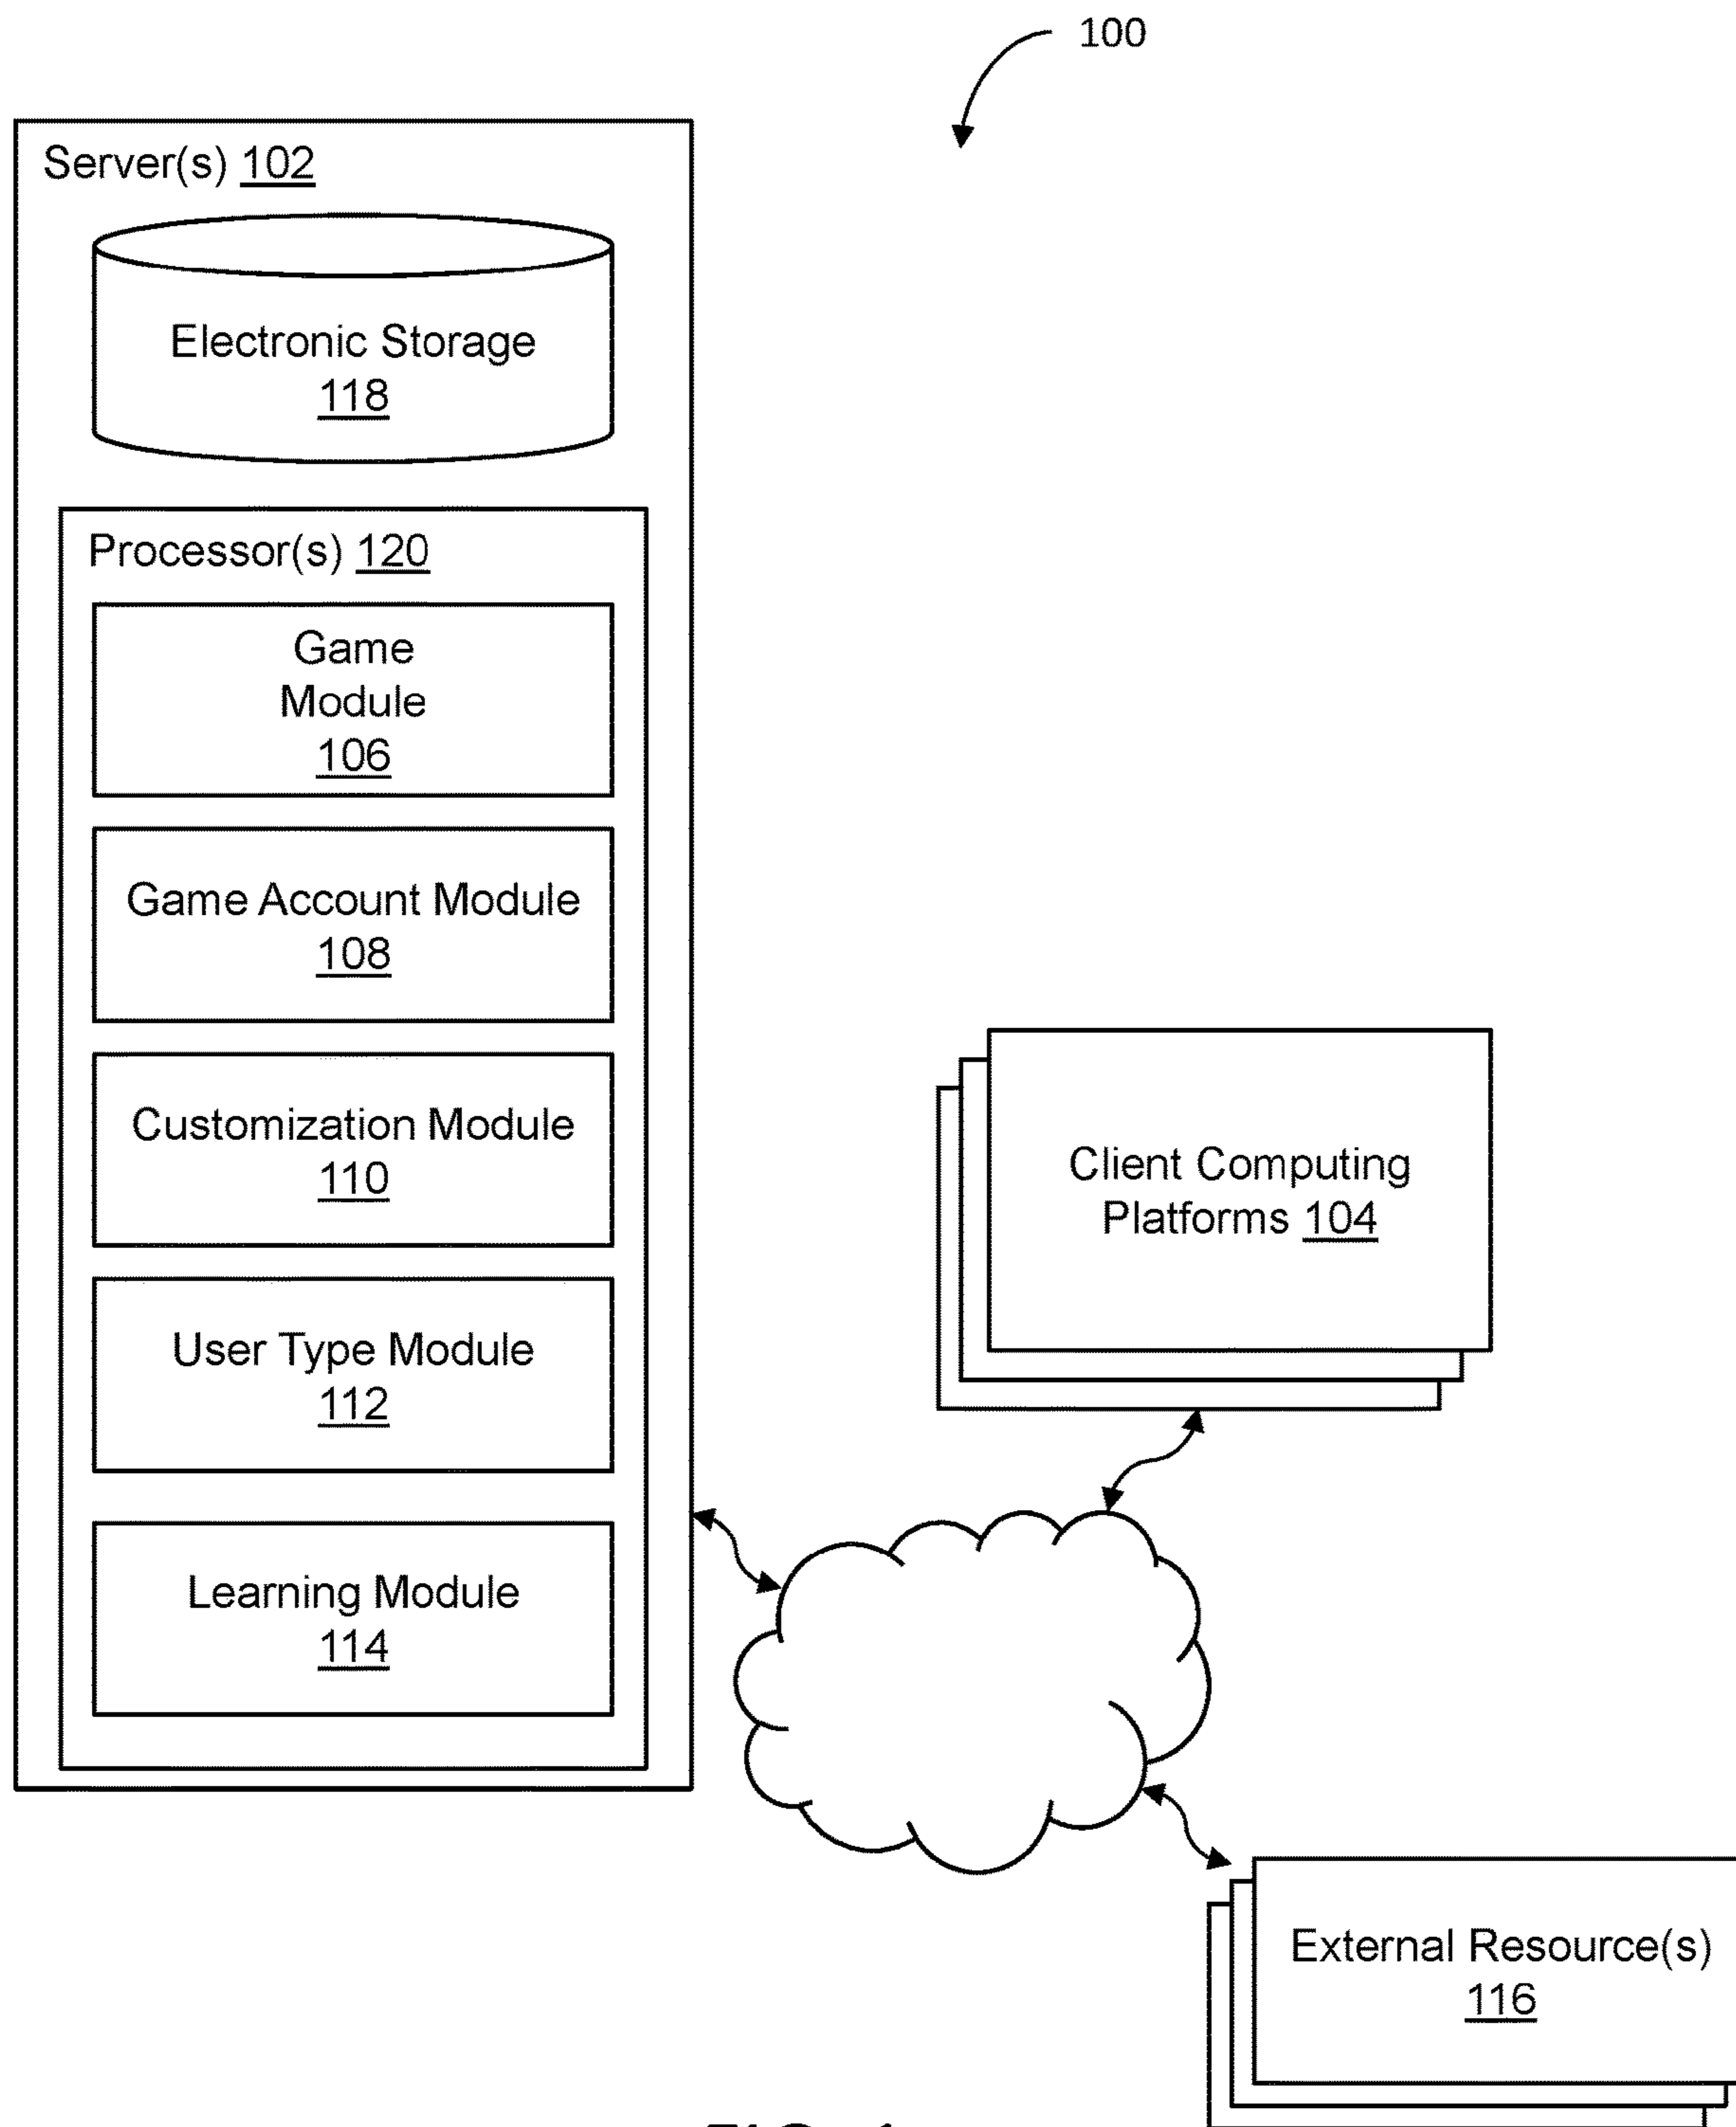 100
Server(s) 102
Electronic Storage
118
Processor(s) 120
Game
Module
106
Game Account Module
108
Customization Module
110
User Type Module
112
Learning Module
114
Client Computing
Platforms 104
External Resource(s)
116